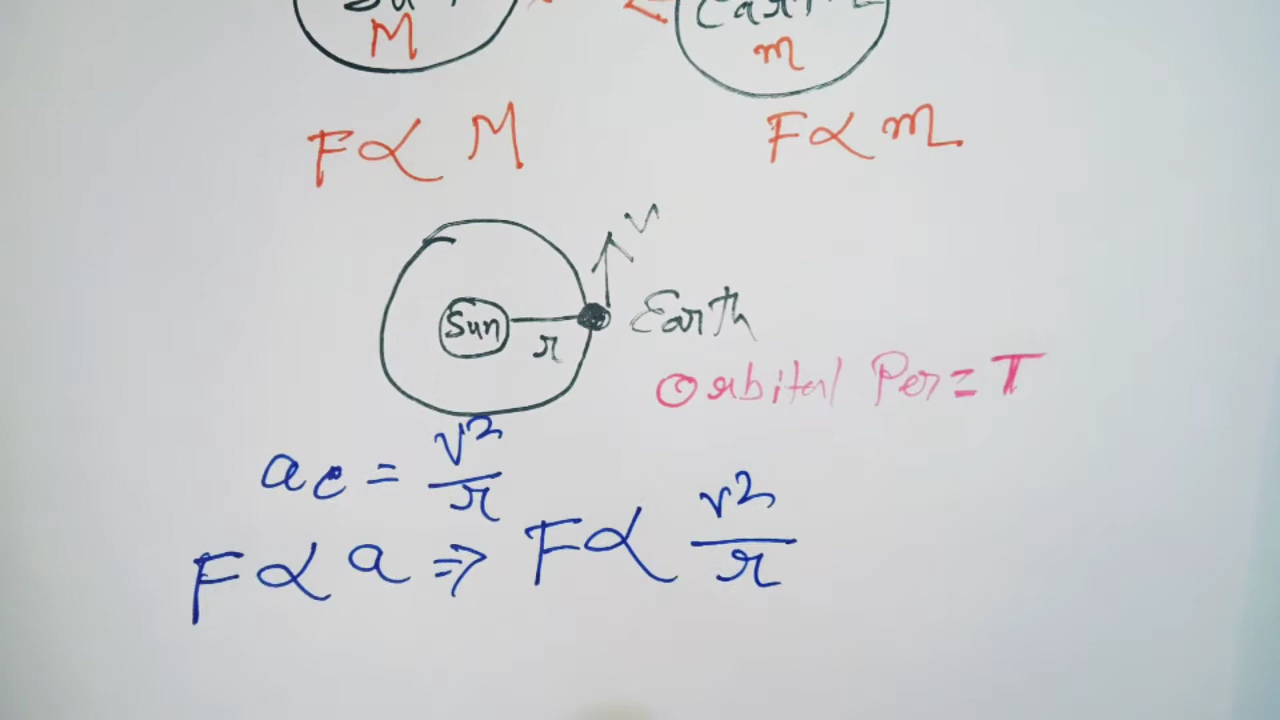 M m
F∝ M F∝ m
v
Sun r Earth
Orbital Per = T
ac = v²/r
F∝ a ⇒ F∝ v²/r